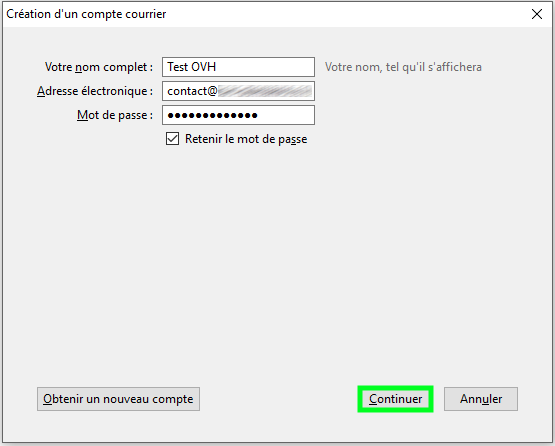 Création d'un compte courrier
Votre nom complet : Test OVH Votre nom, tel qu'il s'affichera
Adresse électronique : contact@
Mot de passe : ●●●●●●●●●●●●●
Retenir le mot de passe
Obtenir un nouveau compte Continuer Annuler